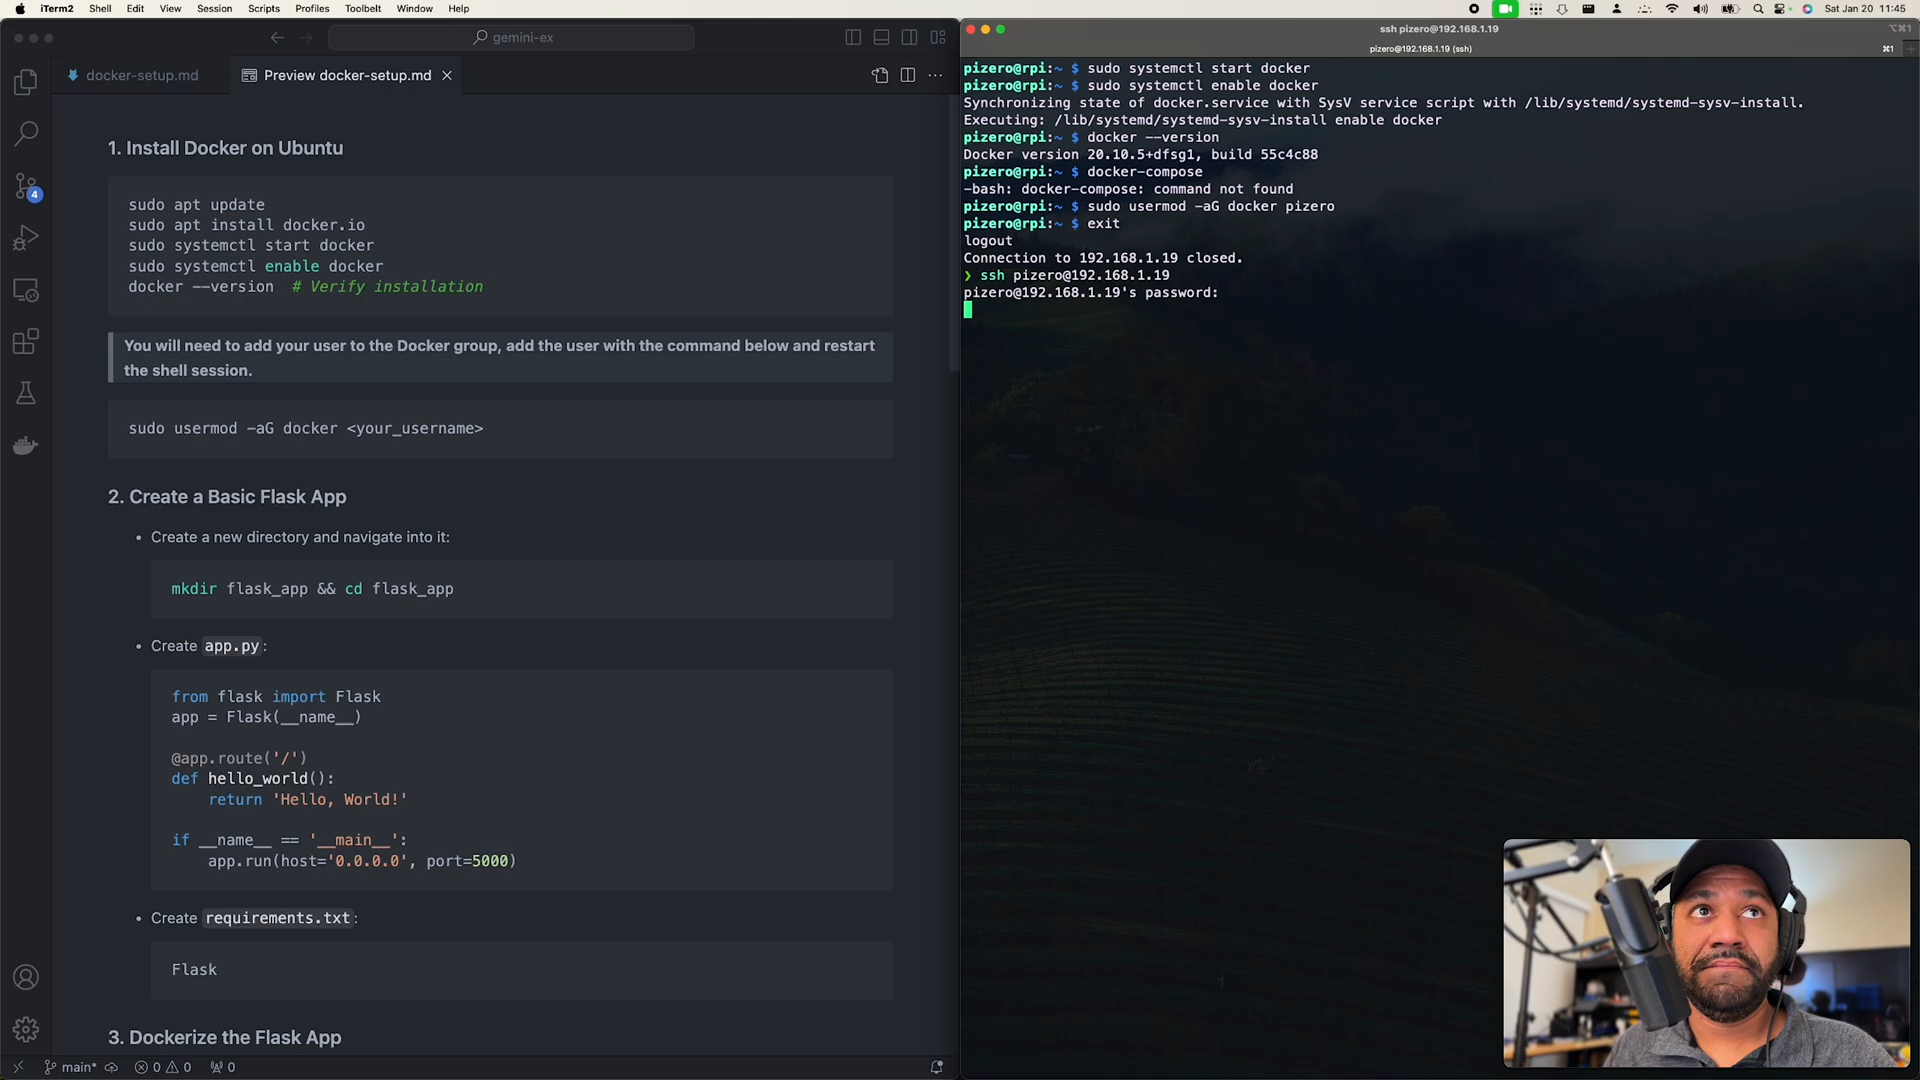 iTerm2 Shell Edit View Session Scripts Profiles Toolbelt Window Help
Sat Jan 20 11:45
gemini-ex
docker-setup.md
Preview docker-setup.md
1. Install Docker on Ubuntu
sudo apt update
sudo apt install docker.io
sudo systemctl start docker
sudo systemctl enable docker
docker --version # Verify installation
You will need to add your user to the Docker group, add the user with the command below and restart
the shell session.
sudo usermod -aG docker <your_username>
2. Create a Basic Flask App
• Create a new directory and navigate into it:
mkdir flask_app && cd flask_app
• Create app.py:
from flask import Flask
app = Flask(__name__)
@app.route('/')
def hello_world():
return 'Hello, World!'
if __name__ == '__main__':
app.run(host='0.0.0.0', port=5000)
• Create requirements.txt:
Flask
3. Dockerize the Flask App
4
main* 0 0 0
ssh pizero@192.168.1.19
⌥⌘1
pizero@192.168.1.19 (ssh)
⌘1
pizero@rpi:~ $ sudo systemctl start docker
pizero@rpi:~ $ sudo systemctl enable docker
Synchronizing state of docker.service with SysV service script with /lib/systemd/systemd-sysv-install.
Executing: /lib/systemd/systemd-sysv-install enable docker
pizero@rpi:~ $ docker --version
Docker version 20.10.5+dfsg1, build 55c4c88
pizero@rpi:~ $ docker-compose
-bash: docker-compose: command not found
pizero@rpi:~ $ sudo usermod -aG docker pizero
pizero@rpi:~ $ exit
logout
Connection to 192.168.1.19 closed.
❯ ssh pizero@192.168.1.19
pizero@192.168.1.19's password: